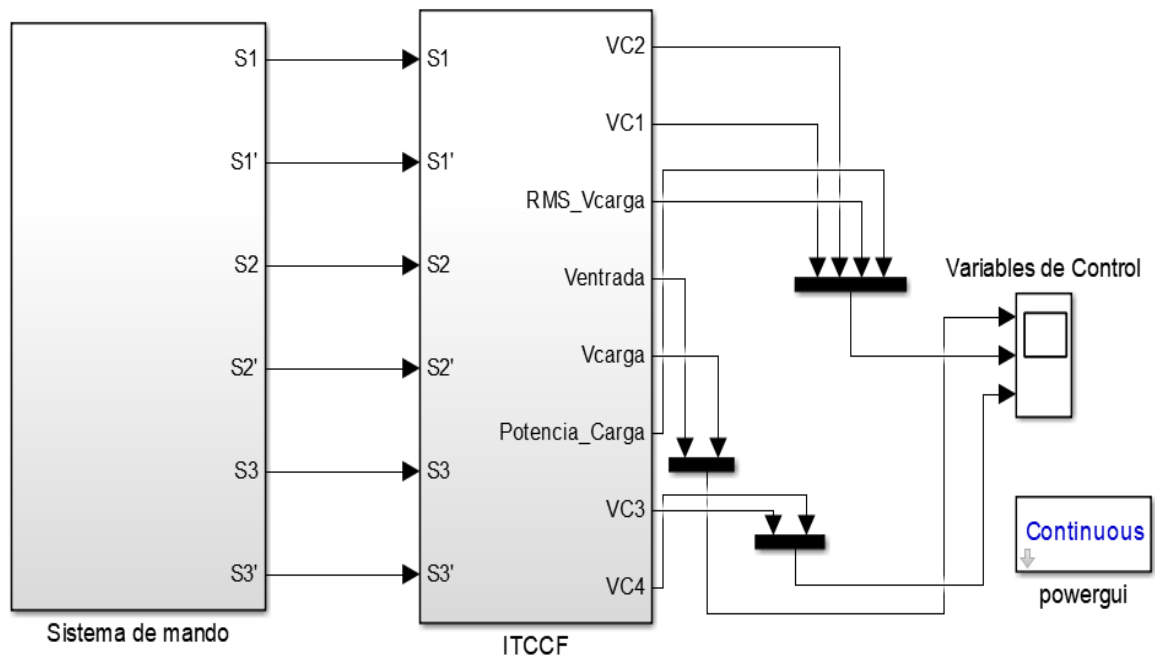 S1
S1'
S2
S2'
S3
S3'
Sistema de mando
S1
S1'
S2
S2'
S3
S3'
VC2
VC1
RMS_Vcarga
Ventrada
Vcarga
Potencia_Carga
VC3
VC4
ITCCF
Variables de Control
Continuous
powergui